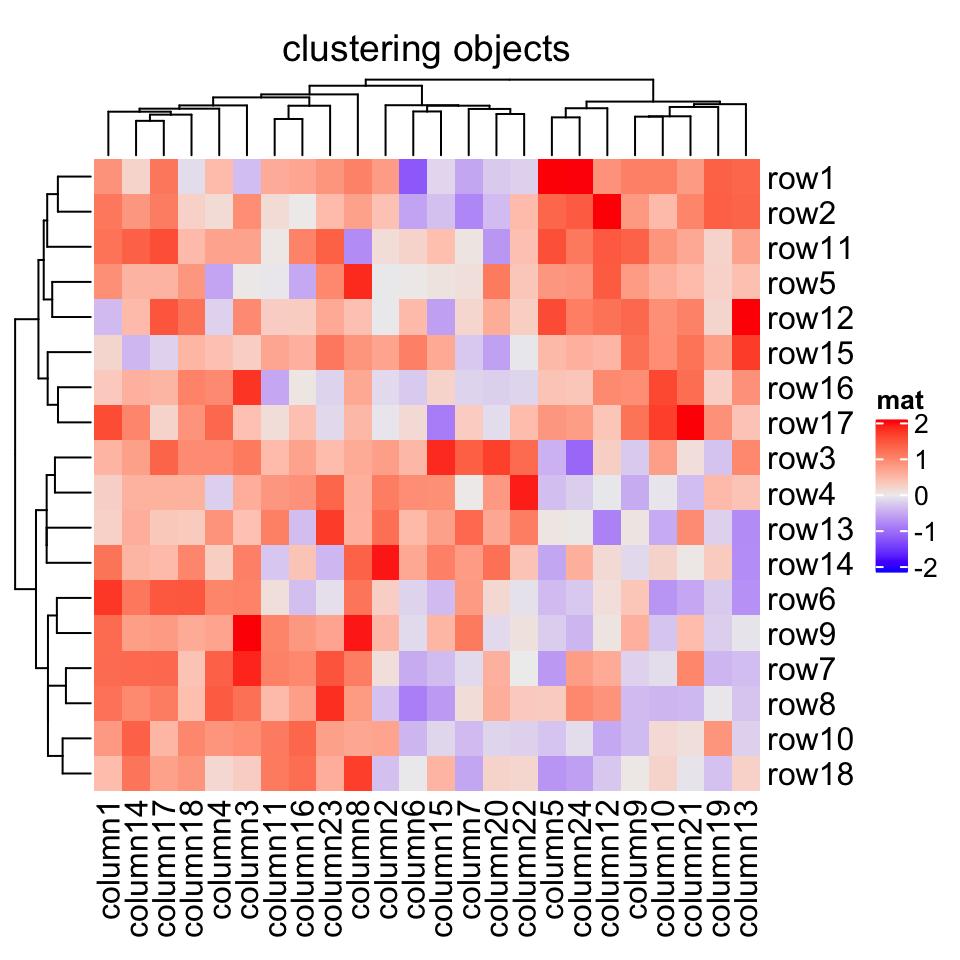 clustering objects
row1
row2
row11
row5
row12
row15
row16
row17
row3
row4
row13
row14
row6
row9
row7
row8
row10
row18
mat
2
1
0
-1
-2
column1
column14
column17
column18
column4
column3
column11
column16
column23
column8
column2
column6
column15
column7
column20
column22
column5
column24
column12
column9
column10
column21
column19
column13